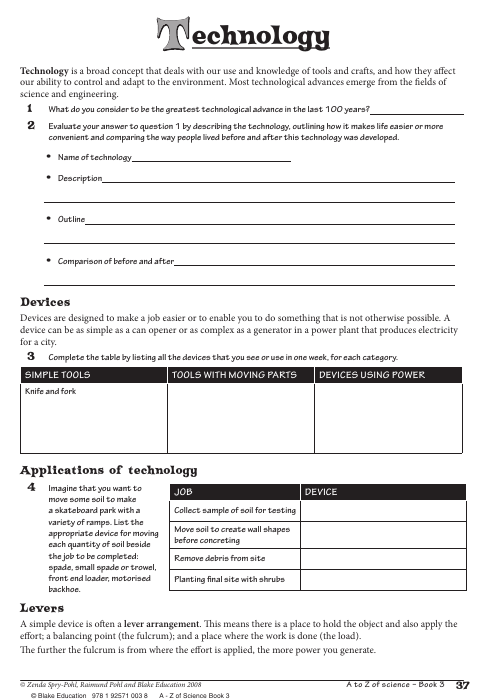 Technology
Technology is a broad concept that deals with our use and knowledge of tools and crafts, and how they affect
our ability to control and adapt to the environment. Most technological advances emerge from the fields of
science and engineering.
1 What do you consider to be the greatest technological advance in the last 100 years?
2 Evaluate your answer to question 1 by describing the technology, outlining how it makes life easier or more
convenient and comparing the way people lived before and after this technology was developed.
• Name of technology
• Description
• Outline
• Comparison of before and after
Devices
Devices are designed to make a job easier or to enable you to do something that is not otherwise possible. A
device can be as simple as a can opener or as complex as a generator in a power plant that produces electricity
for a city.
3 Complete the table by listing all the devices that you see or use in one week, for each category.
SIMPLE TOOLS TOOLS WITH MOVING PARTS DEVICES USING POWER
Knife and fork
Applications of technology
4 Imagine that you want to
move some soil to make
a skateboard park with a
variety of ramps. List the
appropriate device for moving
each quantity of soil beside
the job to be completed:
spade, small spade or trowel,
front end loader, motorised
backhoe.
JOB DEVICE
Collect sample of soil for testing
Move soil to create wall shapes
before concreting
Remove debris from site
Planting final site with shrubs
Levers
A simple device is often a lever arrangement. This means there is a place to hold the object and also apply the
effort; a balancing point (the fulcrum); and a place where the work is done (the load).
The further the fulcrum is from where the effort is applied, the more power you generate.
© Zenda Spry-Pohl, Raimund Pohl and Blake Education 2008 A to Z of science – Book 3 37
© Blake Education 978 1 92571 003 8 A - Z of Science Book 3